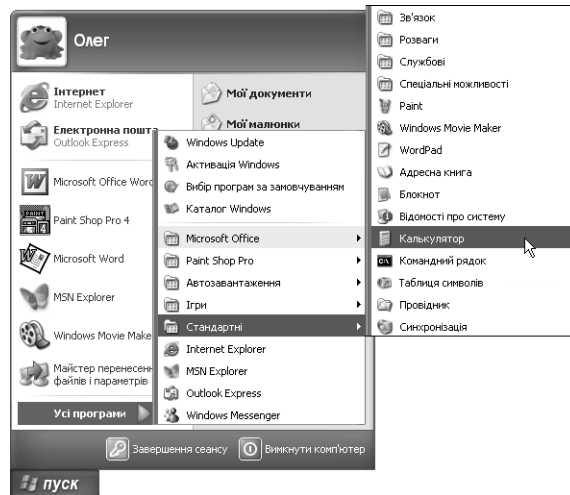 Олег
Інтернет
Internet Explorer
Електронна пошта
Outlook Express
Microsoft Office Word
Paint Shop Pro 4
Microsoft Word
MSN Explorer
Windows Movie Make
Майстер перенесенн
файлів і параметрів
Усі програми
Мої документи
Мої малюнки
Windows Update
Активація Windows
Вибір програм за замовчуванням
Каталог Windows
Microsoft Office
Paint Shop Pro
Автозавантаження
Ігри
Стандартні
Internet Explorer
MSN Explorer
Outlook Express
Windows Messenger
Зв'язок
Розваги
Службові
Спеціальні можливості
Paint
Windows Movie Maker
WordPad
Адресна книга
Блокнот
Відомості про систему
Калькулятор
Командний рядок
Таблиця символів
Провідник
Синхронізація
Завершення сеансу
Вимкнути комп'ютер
пуск